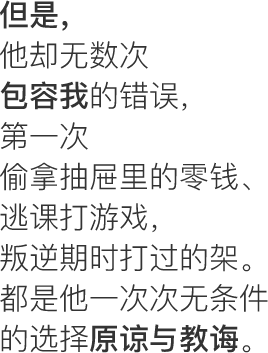 但是，
他却无数次
包容我的错误，
第一次
偷拿抽屉里的零钱、
逃课打游戏，
叛逆期时打过的架。
都是他一次次无条件
的选择原谅与教诲。